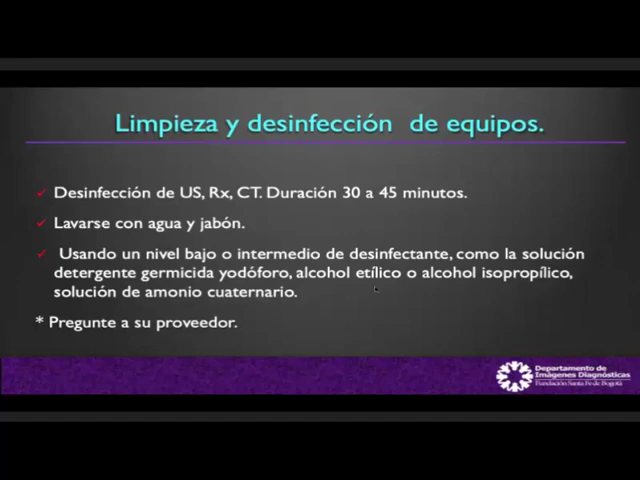 Limpieza y desinfección de equipos.
Desinfección de US, Rx, CT. Duración 30 a 45 minutos.
Lavarse con agua y jabón.
Usando un nivel bajo o intermedio de desinfectante, como la solución
detergente germicida yodóforo, alcohol etílico o alcohol isopropílico,
solución de amonio cuaternario.
* Pregunte a su proveedor.
Departamento de
Imágenes Diagnósticas
Fundación Santa Fe de Bogotá